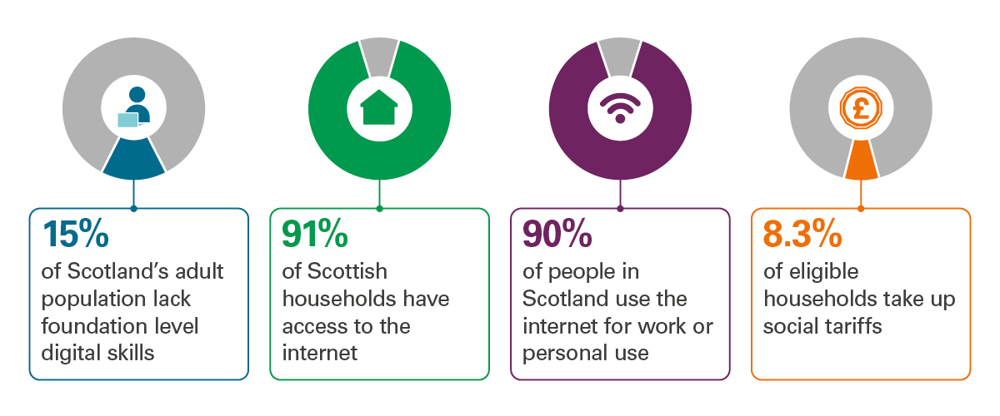 £
15%
of Scotland’s adult
population lack
foundation level
digital skills
91%
of Scottish
households have
access to the
internet
90%
of people in
Scotland use the
internet for work or
personal use
8.3%
of eligible
households take up
social tariffs